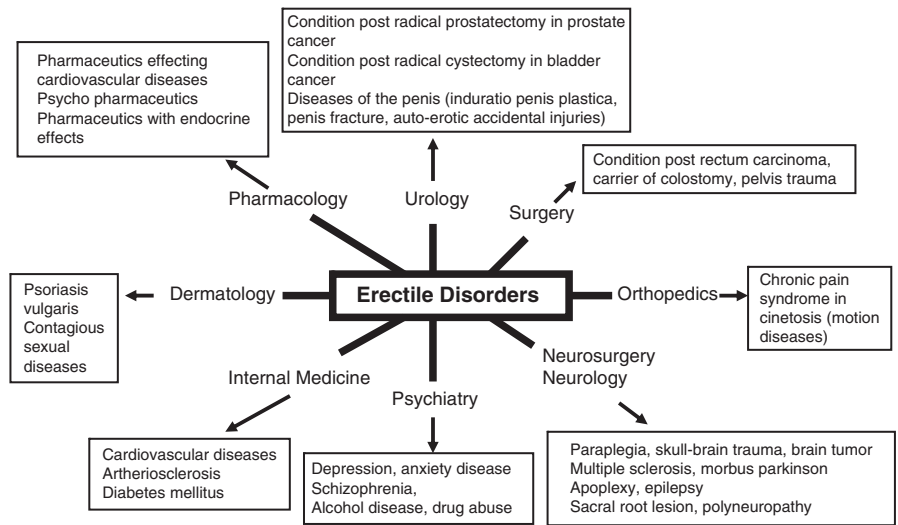 Condition post radical prostatectomy in prostate
cancer
Condition post radical cystectomy in bladder
cancer
Diseases of the penis (induratio penis plastica,
penis fracture, auto-erotic accidental injuries)
Pharmaceutics effecting
cardiovascular diseases
Psycho pharmaceutics
Pharmaceutics with endocrine
effects
Condition post rectum carcinoma,
carrier of colostomy, pelvis trauma
Pharmacology
Urology
Surgery
Psoriasis
vulgaris
Contagious
sexual
diseases
Dermatology
Erectile Disorders
Orthopedics
Chronic pain
syndrome in
cinetosis (motion
diseases)
Internal Medicine
Psychiatry
Neurosurgery
Neurology
Cardiovascular diseases
Artheriosclerosis
Diabetes mellitus
Depression, anxiety disease
Schizophrenia,
Alcohol disease, drug abuse
Paraplegia, skull-brain trauma, brain tumor
Multiple sclerosis, morbus parkinson
Apoplexy, epilepsy
Sacral root lesion, polyneuropathy